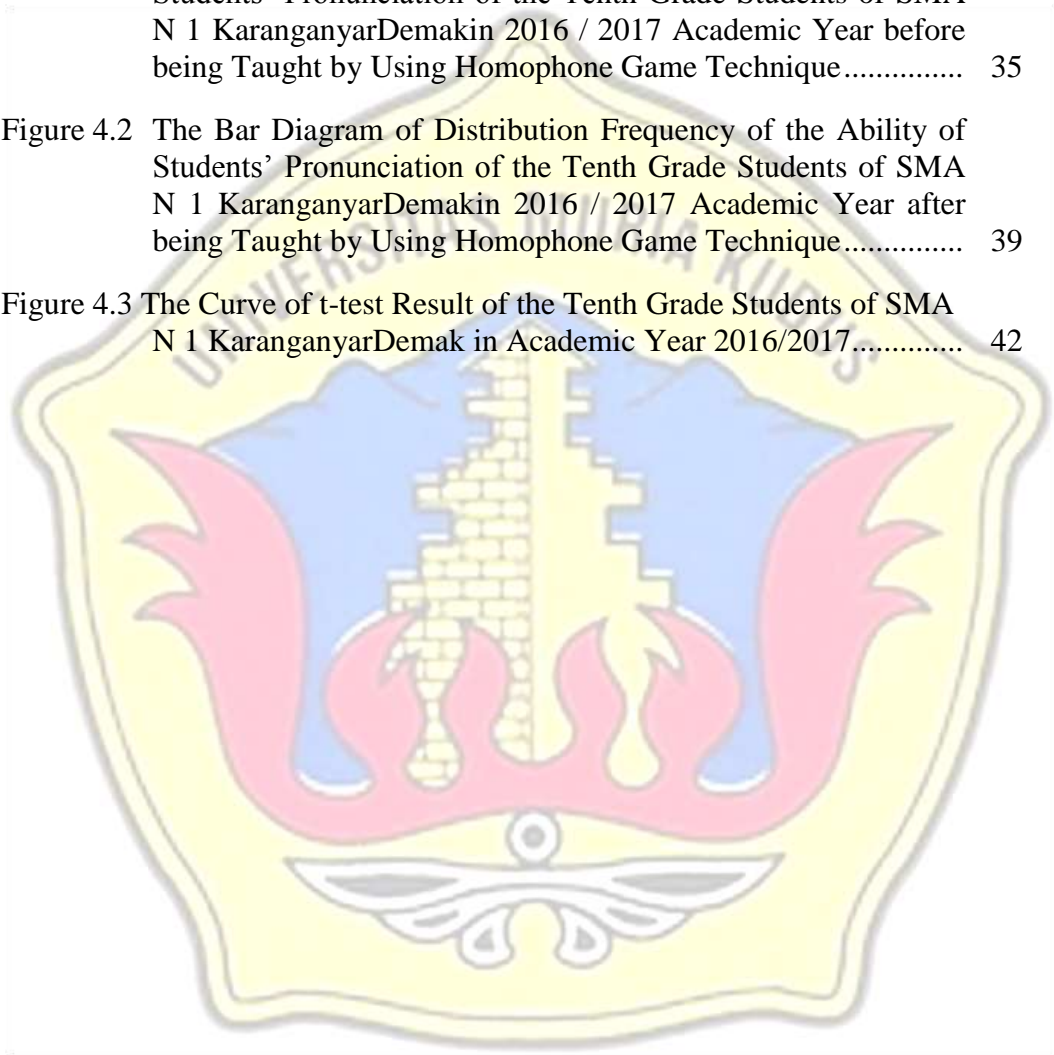 Students' Pronunciation of the Tenth Grade Students of SMA
N 1 KaranganyarDemakin 2016 / 2017 Academic Year before
being Taught by Using Homophone Game Technique............... 35
Figure 4.2 The Bar Diagram of Distribution Frequency of the Ability of
Students' Pronunciation of the Tenth Grade Students of SMA
N 1 KaranganyarDemakin 2016 / 2017 Academic Year after
being Taught by Using Homophone Game Technique............... 39
Figure 4.3 The Curve of t-test Result of the Tenth Grade Students of SMA
N 1 KaranganyarDemak in Academic Year 2016/2017.............. 42
UNIVERSITAS MURIA KUDUS